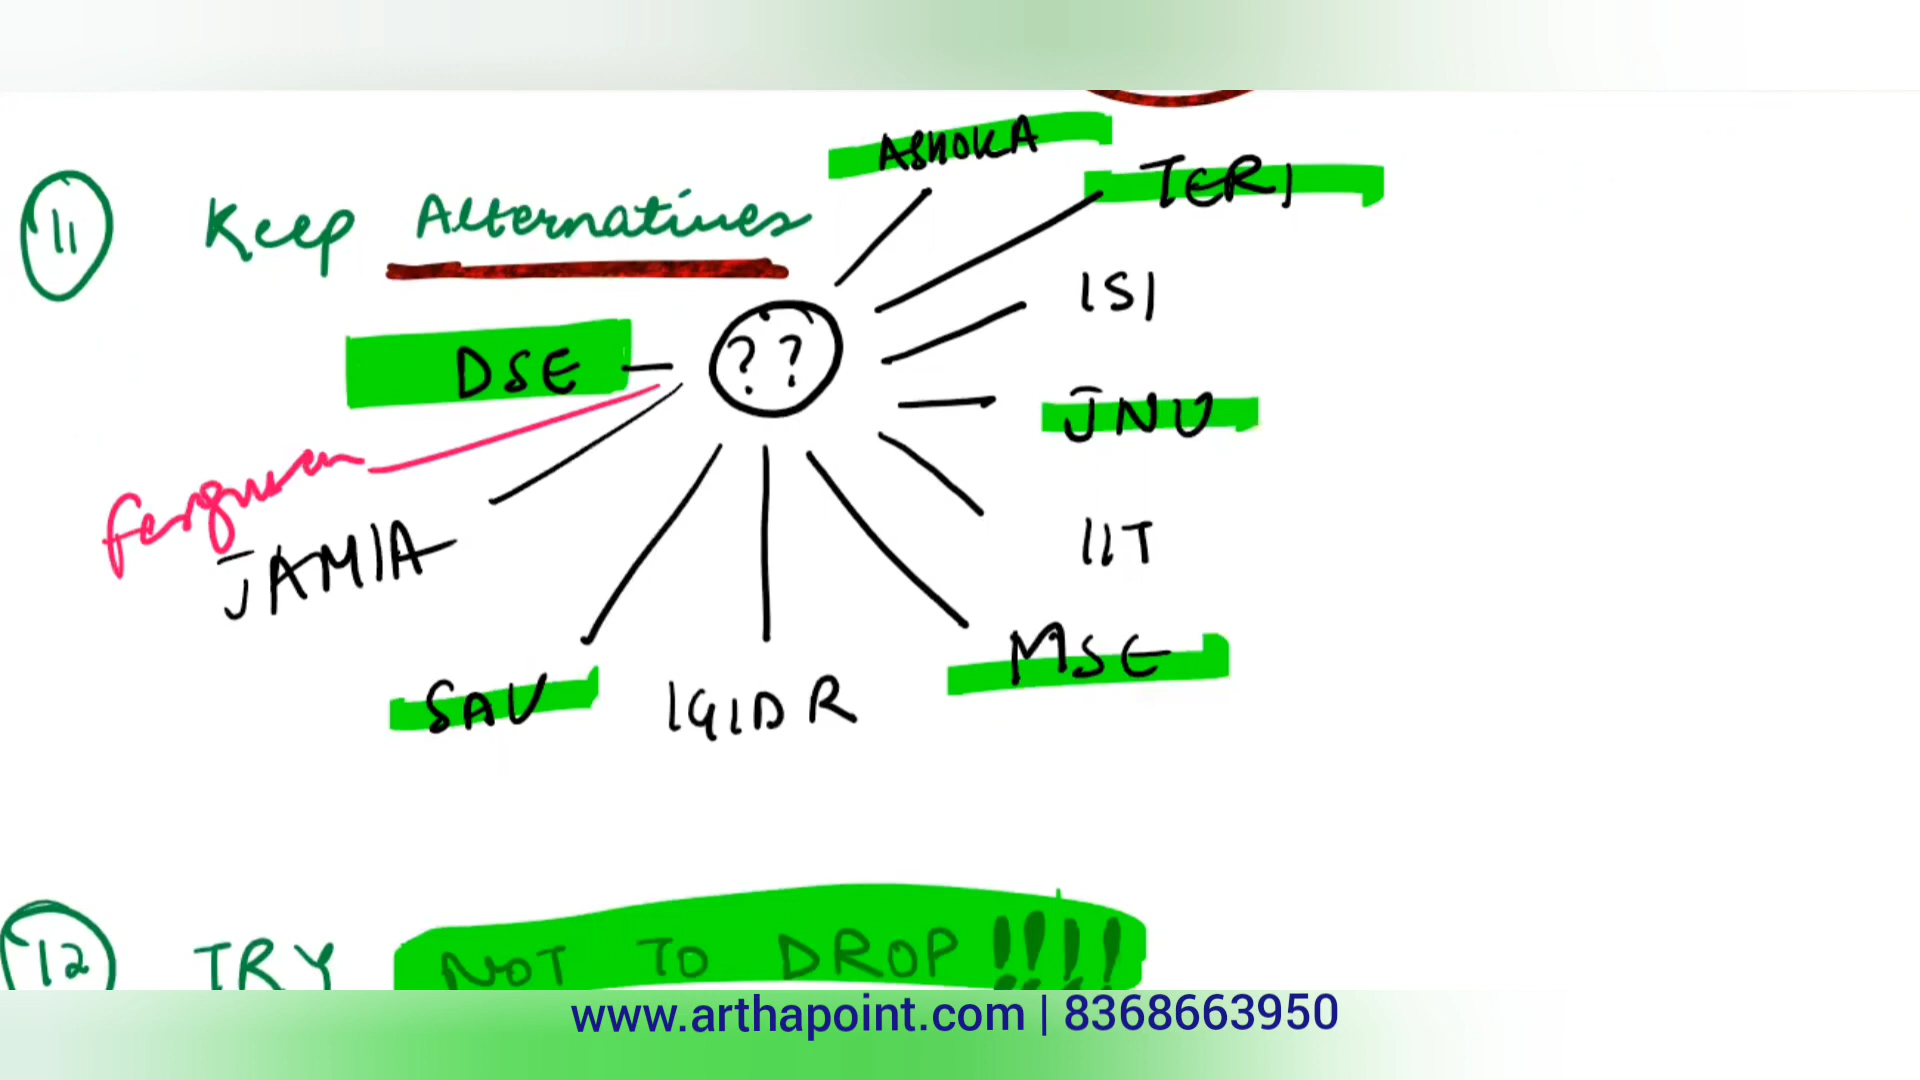 11 Keep Alternatives
ASHOKA
TERI
ISI
DSE
??
JNU
Ferguson
IIT
JAMIA
MSE
SAU
IGIDR
12 TRY NOT TO DROP !!!!
www.arthapoint.com | 8368663950